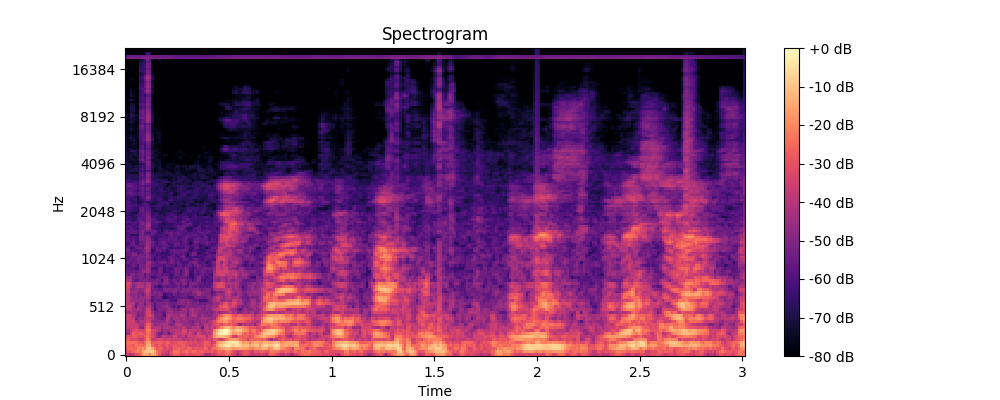 Spectrogram
16384
8192
4096
2048
1024
512
0
Hz
0 0.5 1 1.5 2 2.5 3
Time
+0 dB
-10 dB
-20 dB
-30 dB
-40 dB
-50 dB
-60 dB
-70 dB
-80 dB